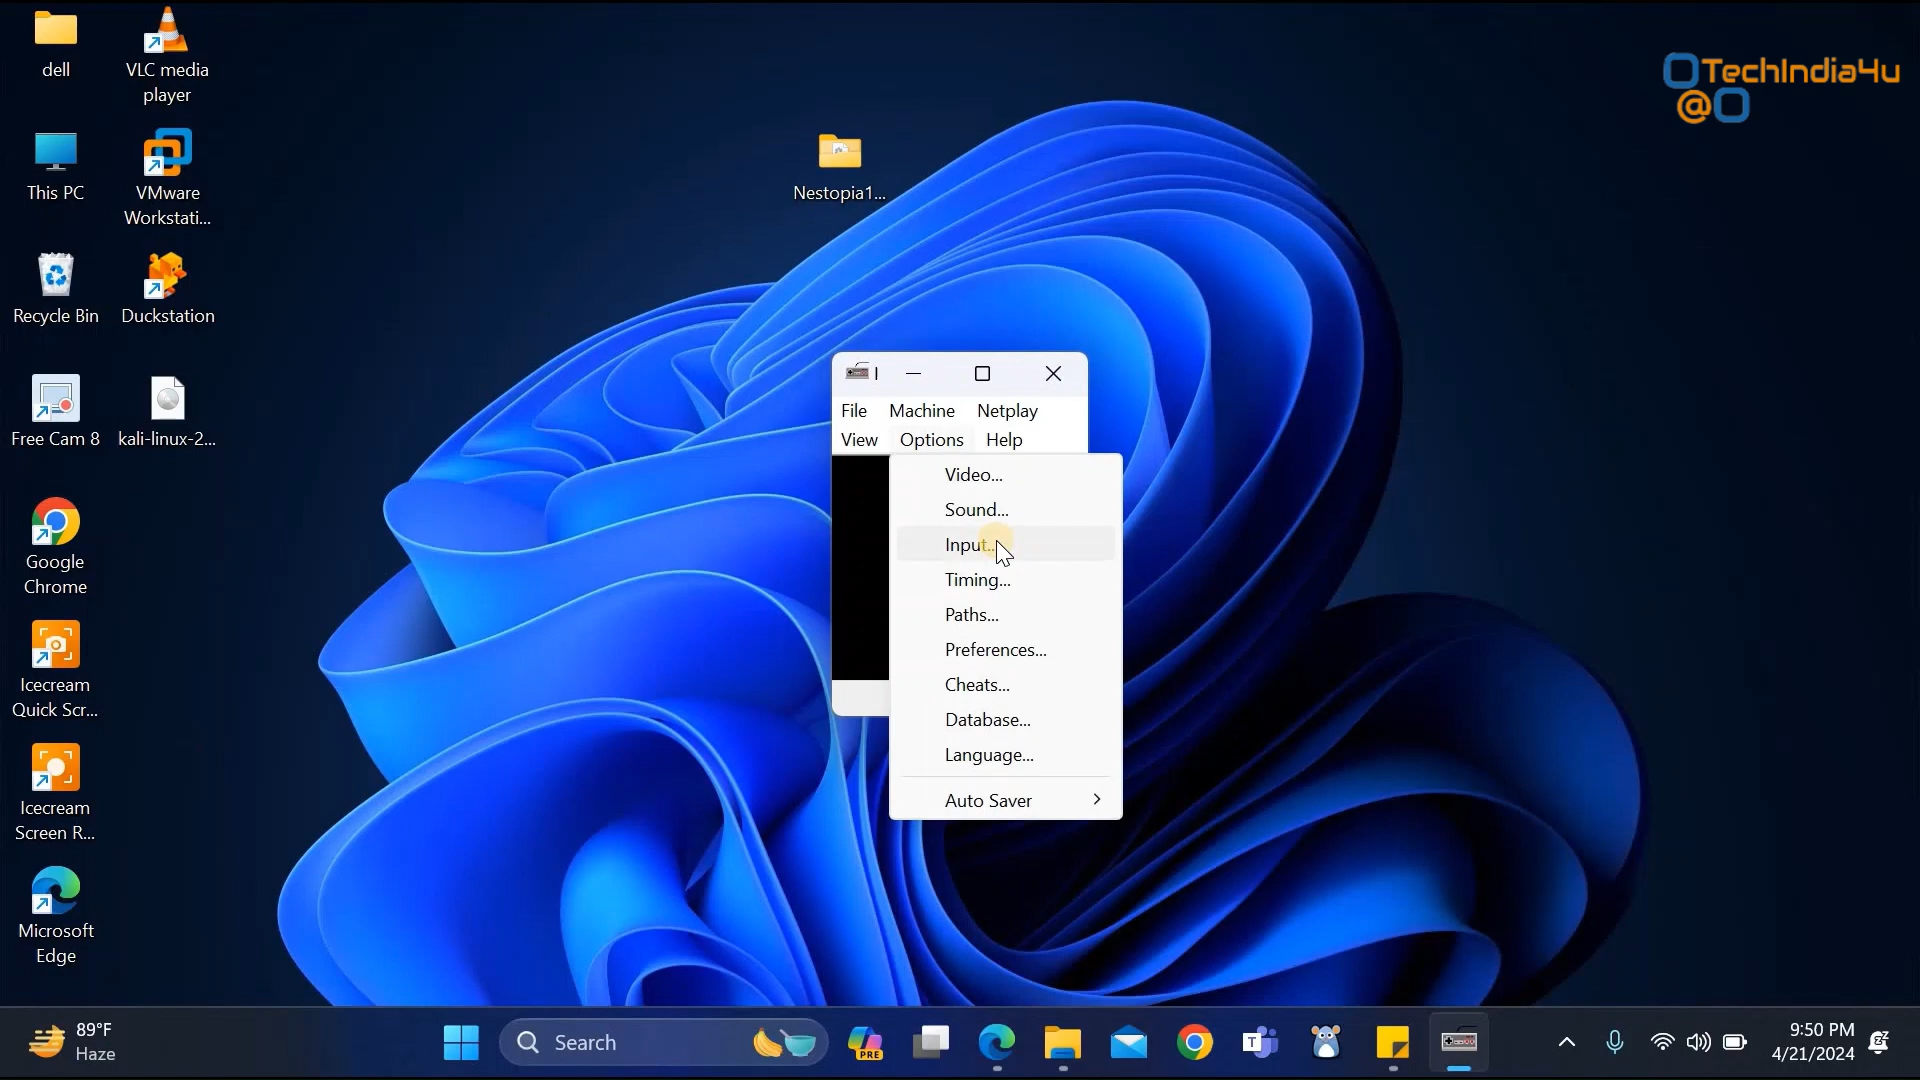 dell
VLC media
player
This PC
VMware
Workstati...
Recycle Bin
Duckstation
Free Cam 8
kali-linux-2...
Google
Chrome
Icecream
Quick Scr...
Icecream
Screen R...
Microsoft
Edge
Nestopia1...
TechIndia4u
@
File Machine Netplay
View Options Help
Video...
Sound...
Input...
Timing...
Paths...
Preferences...
Cheats...
Database...
Language...
Auto Saver
89°F
Haze
Search
PRE
T
9:50 PM
4/21/2024